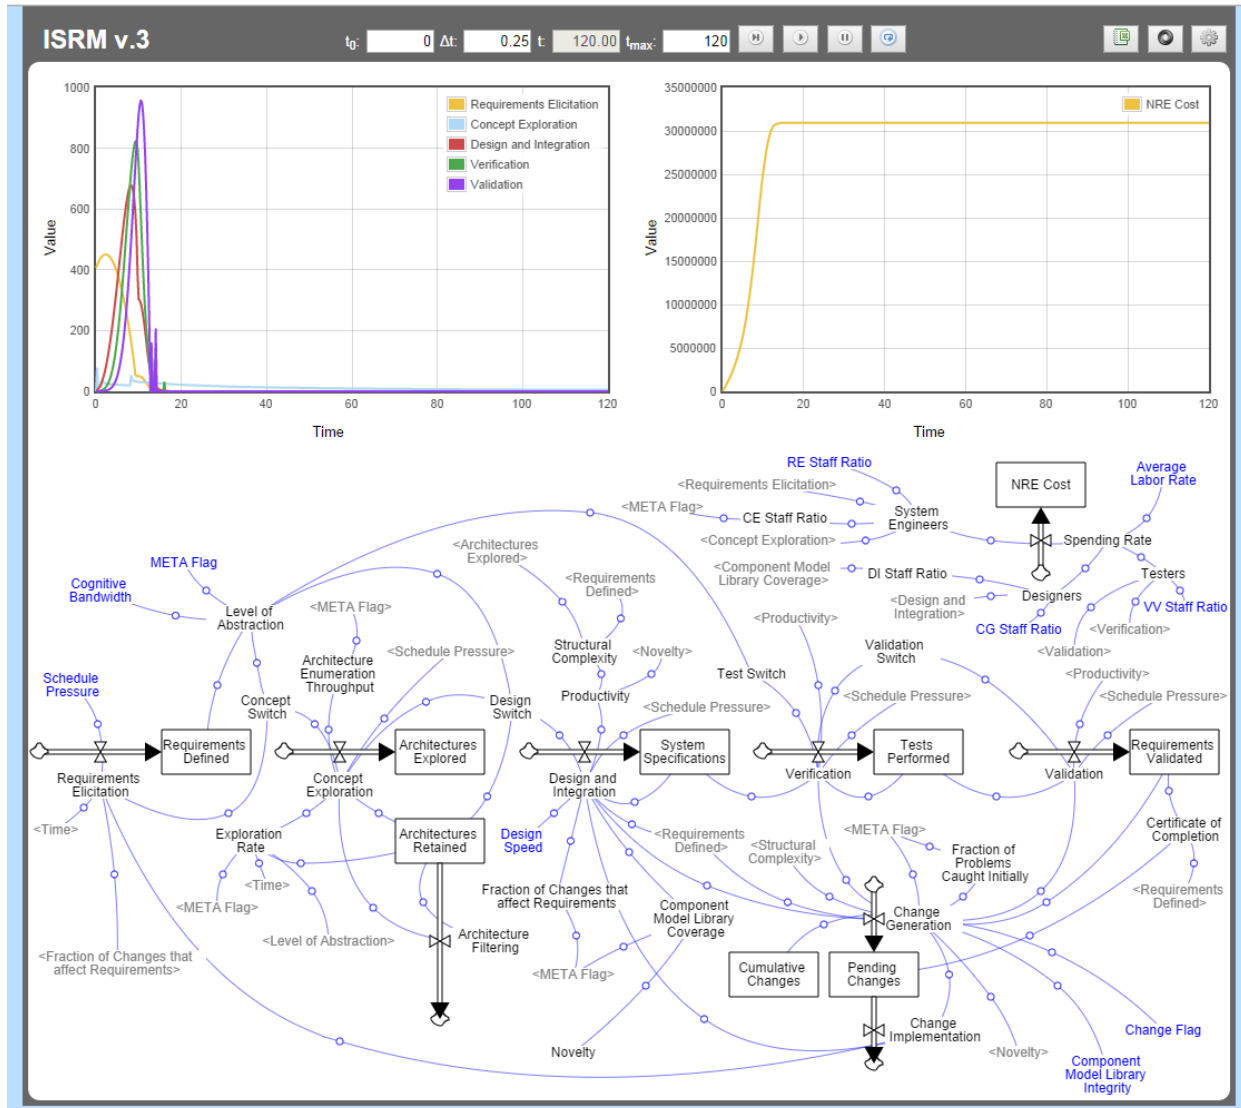 ISRM v.3
t0: 0 Δt: 0.25 t: 120.00 tmax: 120
1000
800
600
400
200
0
Value
0 20 40 60 80 100 120
Time
Requirements Elicitation
Concept Exploration
Design and Integration
Verification
Validation
35000000
30000000
25000000
20000000
15000000
10000000
5000000
0
Value
0 20 40 60 80 100 120
Time
NRE Cost
RE Staff Ratio
<Requirements Elicitation>
<META Flag>
CE Staff Ratio
System
Engineers
<Concept Exploration>
NRE Cost
Average
Labor Rate
Spending Rate
<Component Model
Library Coverage>
DI Staff Ratio
Testers
Designers
<Design and
Integration>
VV Staff Ratio
CG Staff Ratio
<Verification>
<Validation>
<Architectures
Explored>
<Requirements
Defined>
META Flag
Cognitive
Bandwidth
Level of
Abstraction
<META Flag>
<Productivity>
<Schedule Pressure>
Structural
Complexity
<Novelty>
Validation
Switch
Architecture
Enumeration
Throughput
Test Switch
<Productivity>
Schedule
Pressure
Concept
Switch
Design
Switch
Productivity
<Schedule Pressure>
<Schedule Pressure>
<Schedule Pressure>
Requirements
Defined
Architectures
Explored
System
Specifications
Tests
Performed
Requirements
Validated
Requirements
Elicitation
Concept
Exploration
Design and
Integration
Verification
Validation
<Time>
Exploration
Rate
Architectures
Retained
Design
Speed
<Requirements
Defined>
<Structural
Complexity>
<META Flag>
Fraction of
Problems
Caught Initially
Certificate of
Completion
<Requirements
Defined>
<Time>
<META Flag>
<Level of Abstraction>
Fraction of Changes that
affect Requirements
Component
Model Library
Coverage
Change
Generation
Architecture
Filtering
<Fraction of Changes that
affect Requirements>
<META Flag>
Cumulative
Changes
Pending
Changes
Change
Implementation
Change Flag
Novelty
<Novelty>
Component
Model Library
Integrity